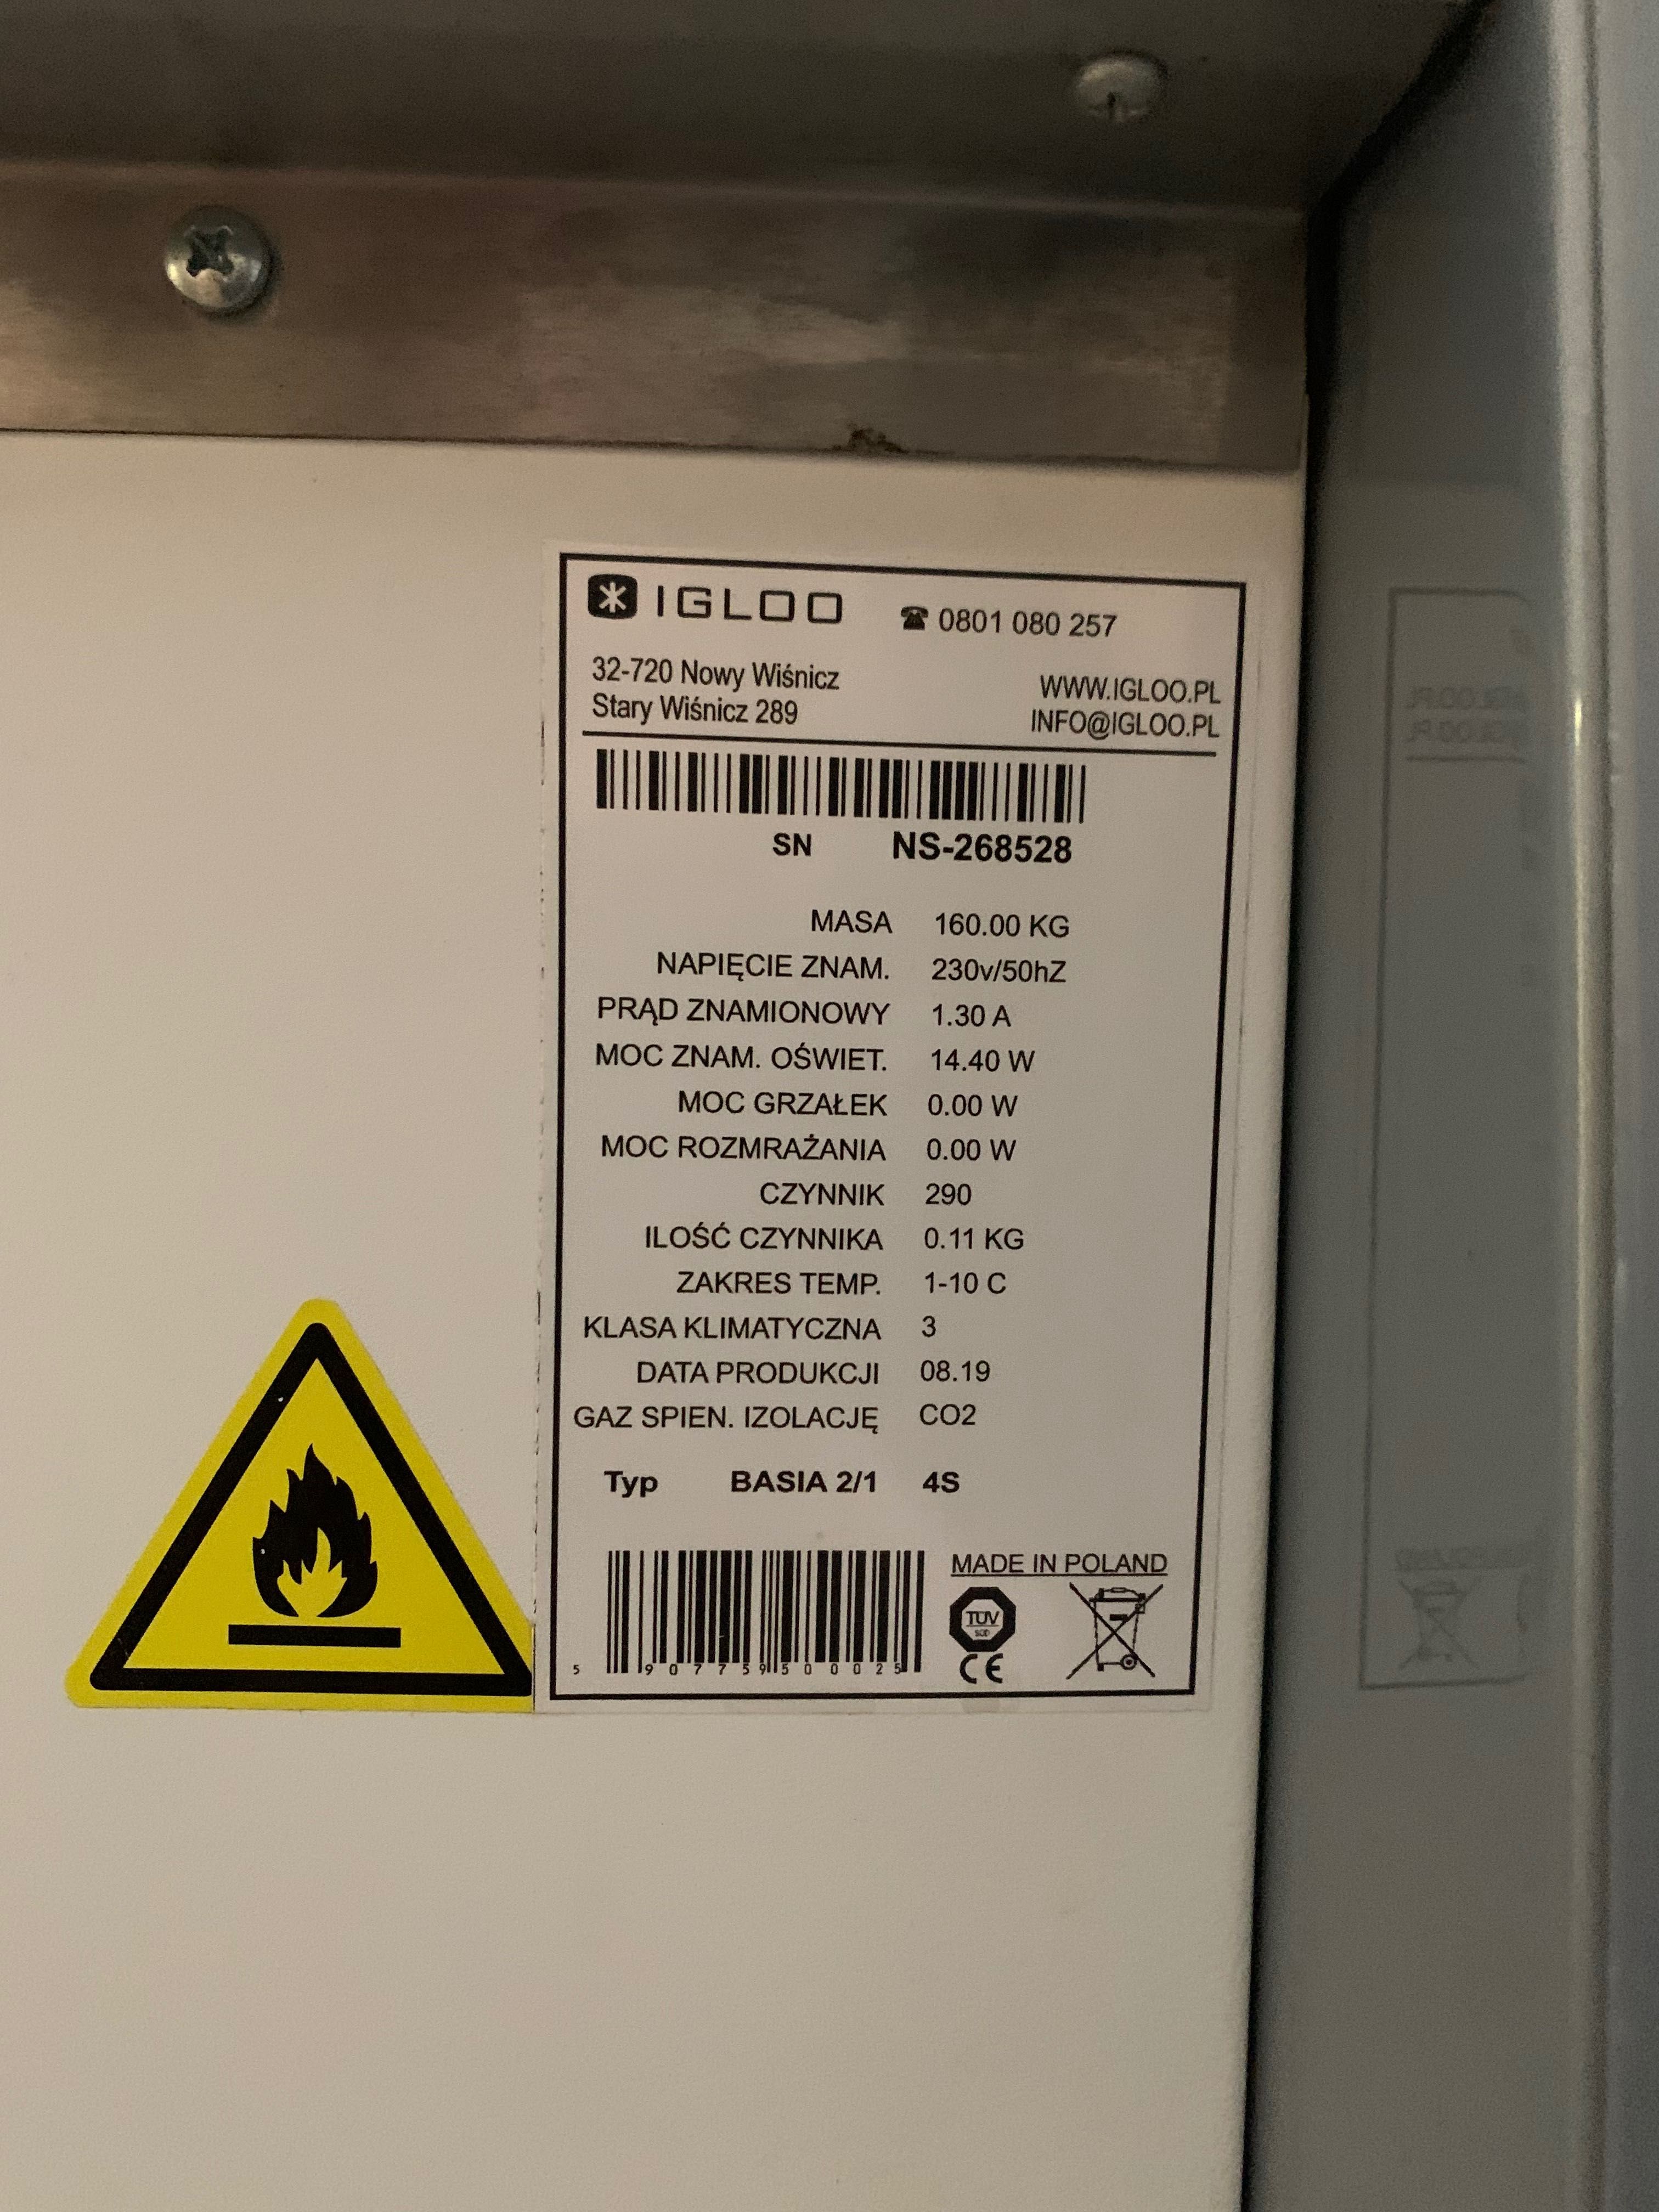 IGLOO ☎ 0801 080 257
32-720 Nowy Wiśnicz WWW.IGLOO.PL
Stary Wiśnicz 289 INFO@IGLOO.PL
SN NS-268528
MASA 160.00 KG
NAPIĘCIE ZNAM. 230v/50hZ
PRĄD ZNAMIONOWY 1.30 A
MOC ZNAM. OŚWIET. 14.40 W
MOC GRZAŁEK 0.00 W
MOC ROZMRAŻANIA 0.00 W
CZYNNIK 290
ILOŚĆ CZYNNIKA 0.11 KG
ZAKRES TEMP. 1-10 C
KLASA KLIMATYCZNA 3
DATA PRODUKCJI 08.19
GAZ SPIEN. IZOLACJĘ CO2
Typ BASIA 2/1 4S
MADE IN POLAND
TUV
SUD
5 907759 500025
CE